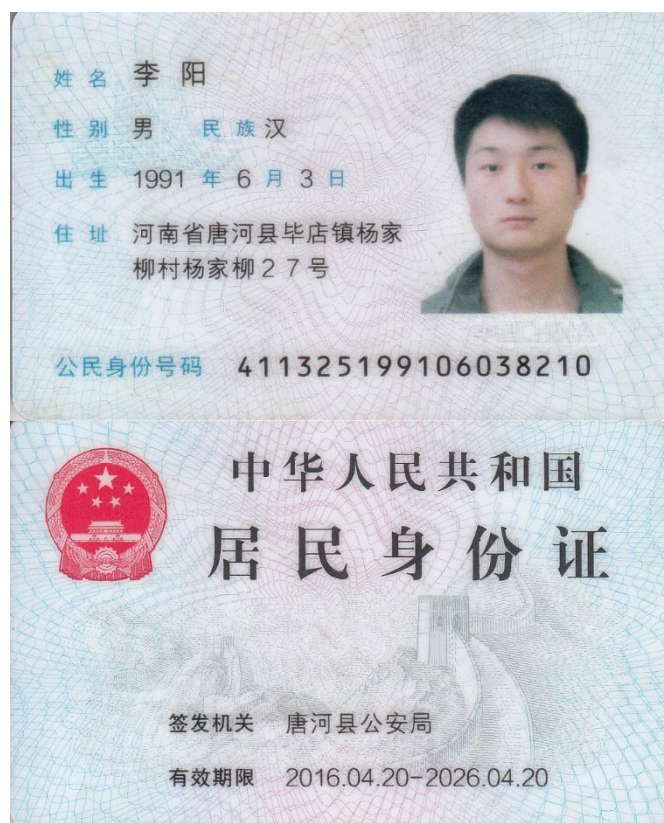 姓名 李阳
性别 男 民族 汉
出生 1991 年 6 月 3 日
住址 河南省唐河县毕店镇杨家
柳村杨家柳27号
公民身份号码 411325199106038210
中华人民共和国
居民身份证
签发机关 唐河县公安局
有效期限 2016.04.20-2026.04.20